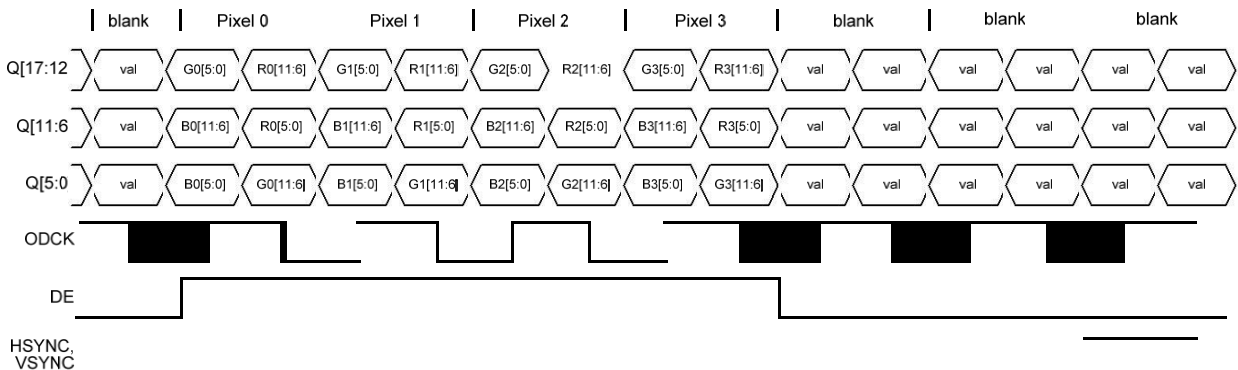 blank Pixel 0 Pixel 1 Pixel 2 Pixel 3 blank blank blank
Q[17:12 val G0[5:0] R0[11:6] G1[5:0] R1[11:6] G2[5:0] R2[11:6] G3[5:0] R3[11:6] val val val val val val
Q[11:6 val B0[11:6] R0[5:0] B1[11:6] R1[5:0] B2[11:6] R2[5:0] B3[11:6] R3[5:0] val val val val val val
Q[5:0 val B0[5:0] G0[11:6] B1[5:0] G1[11:6] B2[5:0] G2[11:6] B3[5:0] G3[11:6] val val val val val val
ODCK
DE
HSYNC,
VSYNC